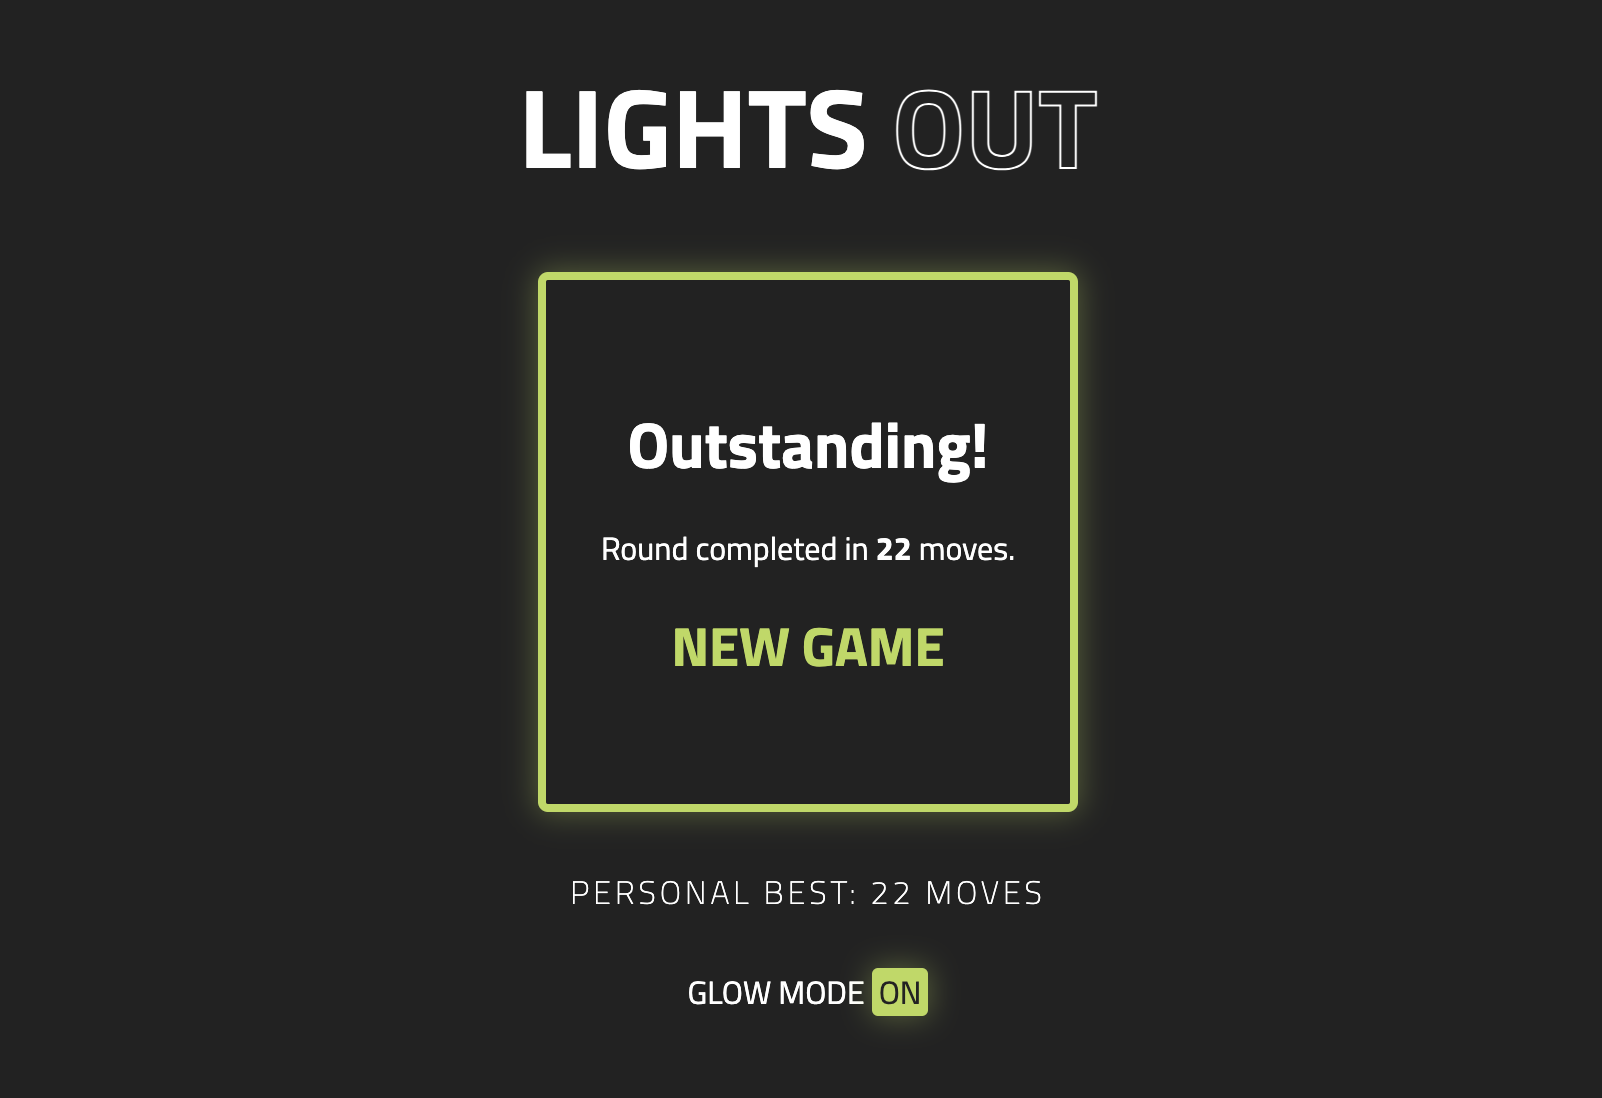 LIGHTS OUT
Outstanding!
Round completed in 22 moves.
NEW GAME
PERSONAL BEST: 22 MOVES
GLOW MODE ON